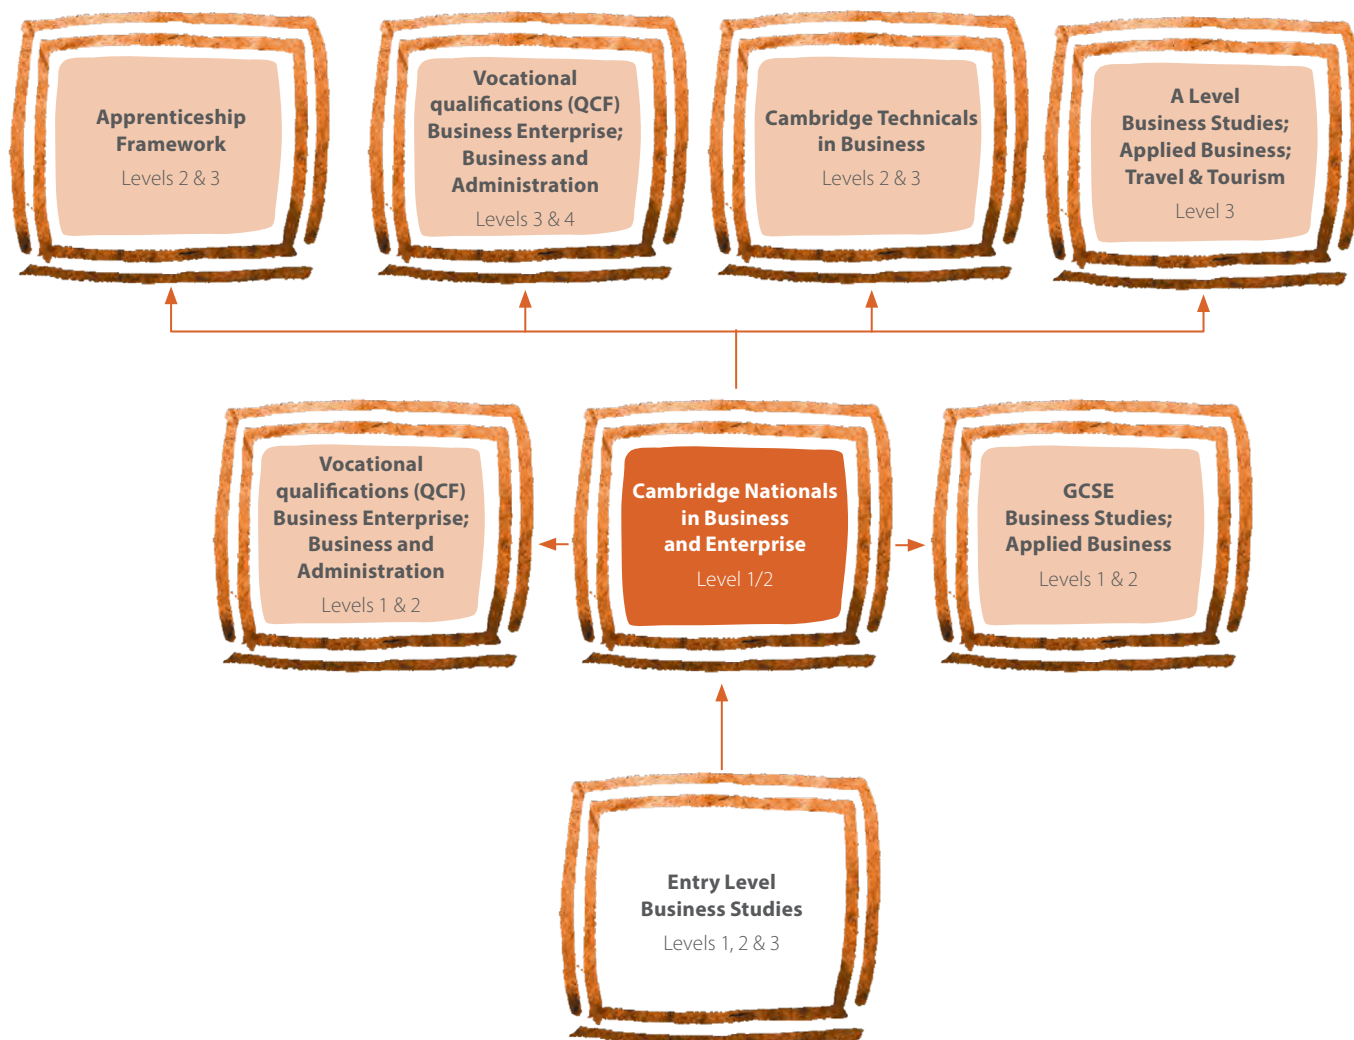 Apprenticeship
Framework
Levels 2 & 3
Vocational
qualifications (QCF)
Business Enterprise;
Business and
Administration
Levels 3 & 4
Cambridge Technicals
in Business
Levels 2 & 3
A Level
Business Studies;
Applied Business;
Travel & Tourism
Level 3
Vocational
qualifications (QCF)
Business Enterprise;
Business and
Administration
Levels 1 & 2
Cambridge Nationals
in Business
and Enterprise
Level 1/2
GCSE
Business Studies;
Applied Business
Levels 1 & 2
Entry Level
Business Studies
Levels 1, 2 & 3